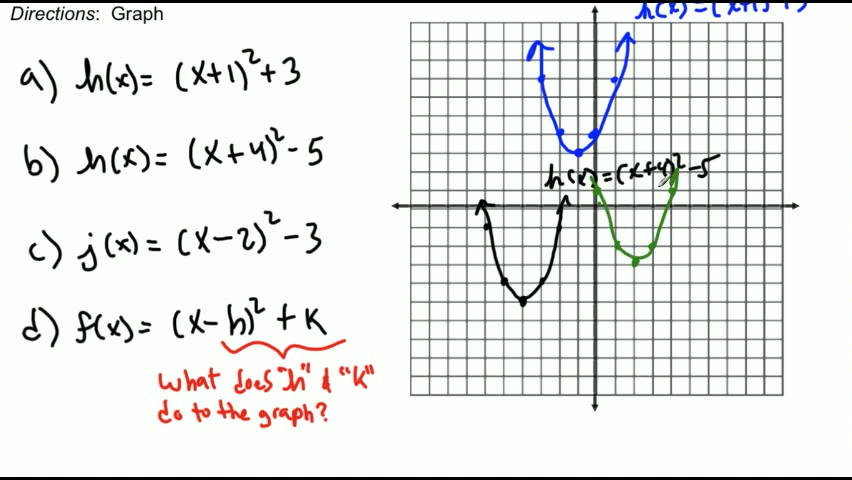 Directions: Graph
a) h(x) = (x+1)² + 3
b) h(x) = (x+4)² - 5
c) j(x) = (x-2)² - 3
d) f(x) = (x-h)² + K
What does "h" & "K"
do to the graph?
h(x) = (x+1)
h(x) = (x+4)² - 5